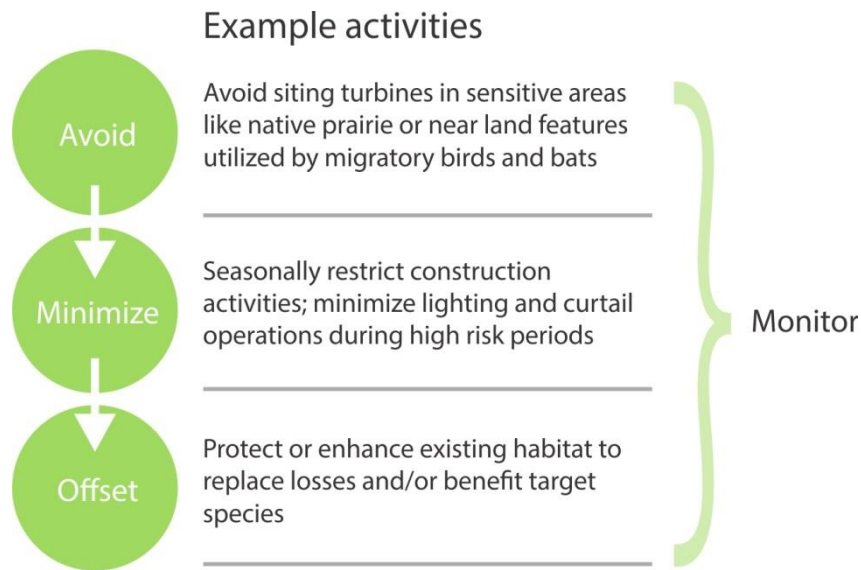 Example activities
Avoid
Avoid siting turbines in sensitive areas
like native prairie or near land features
utilized by migratory birds and bats
Minimize
Seasonally restrict construction
activities; minimize lighting and curtail
operations during high risk periods
Monitor
Offset
Protect or enhance existing habitat to
replace losses and/or benefit target
species